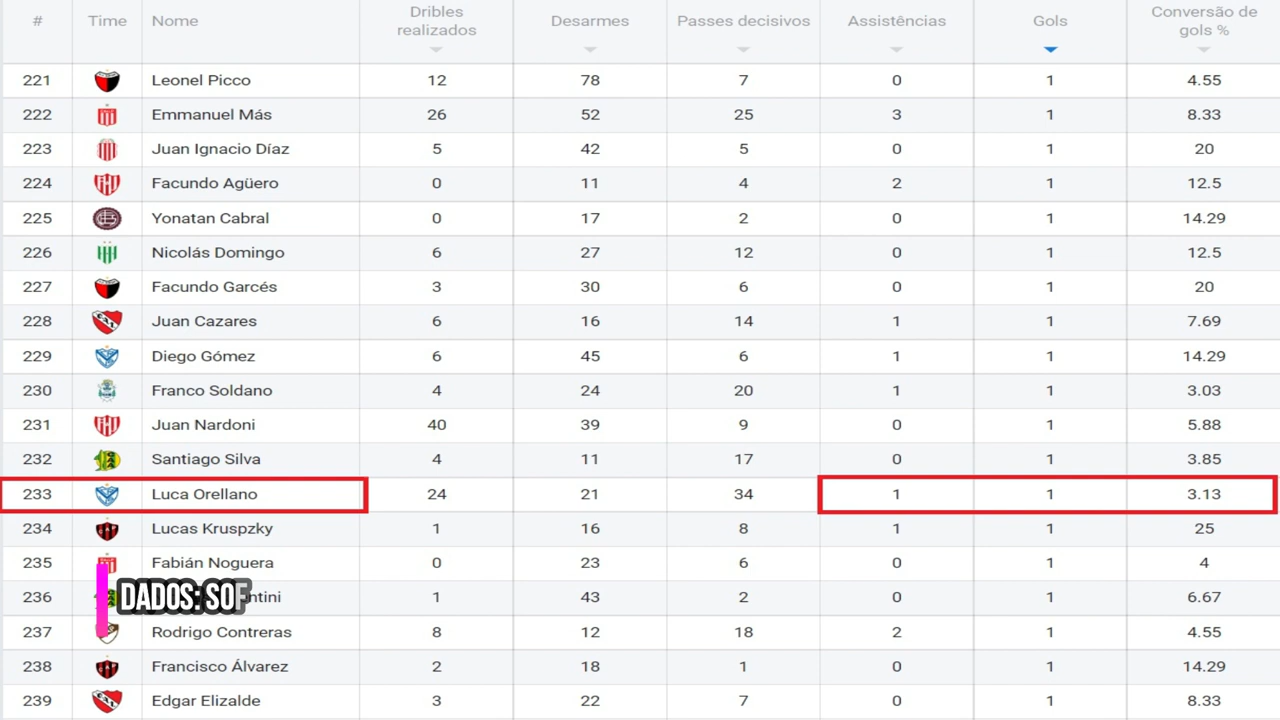 # Time Nome Dribles realizados Desarmes Passes decisivos Assistências Gols Conversão de gols %
221 Leonel Picco 12 78 7 0 1 4.55
222 Emmanuel Más 26 52 25 3 1 8.33
223 Juan Ignacio Díaz 5 42 5 0 1 20
224 Facundo Agüero 0 11 4 2 1 12.5
225 Yonatan Cabral 0 17 2 0 1 14.29
226 Nicolás Domingo 6 27 12 0 1 12.5
227 Facundo Garcés 3 30 6 0 1 20
228 Juan Cazares 6 16 14 1 1 7.69
229 Diego Gómez 6 45 6 1 1 14.29
230 Franco Soldano 4 24 20 1 1 3.03
231 Juan Nardoni 40 39 9 0 1 5.88
232 Santiago Silva 4 11 17 0 1 3.85
233 Luca Orellano 24 21 34 1 1 3.13
234 Lucas Kruspzky 1 16 8 1 1 25
235 Fabián Noguera 0 23 6 0 1 4
236 1 43 2 0 1 6.67
DADOS: SOF
237 Rodrigo Contreras 8 12 18 2 1 4.55
238 Francisco Álvarez 2 18 1 0 1 14.29
239 Edgar Elizalde 3 22 7 0 1 8.33